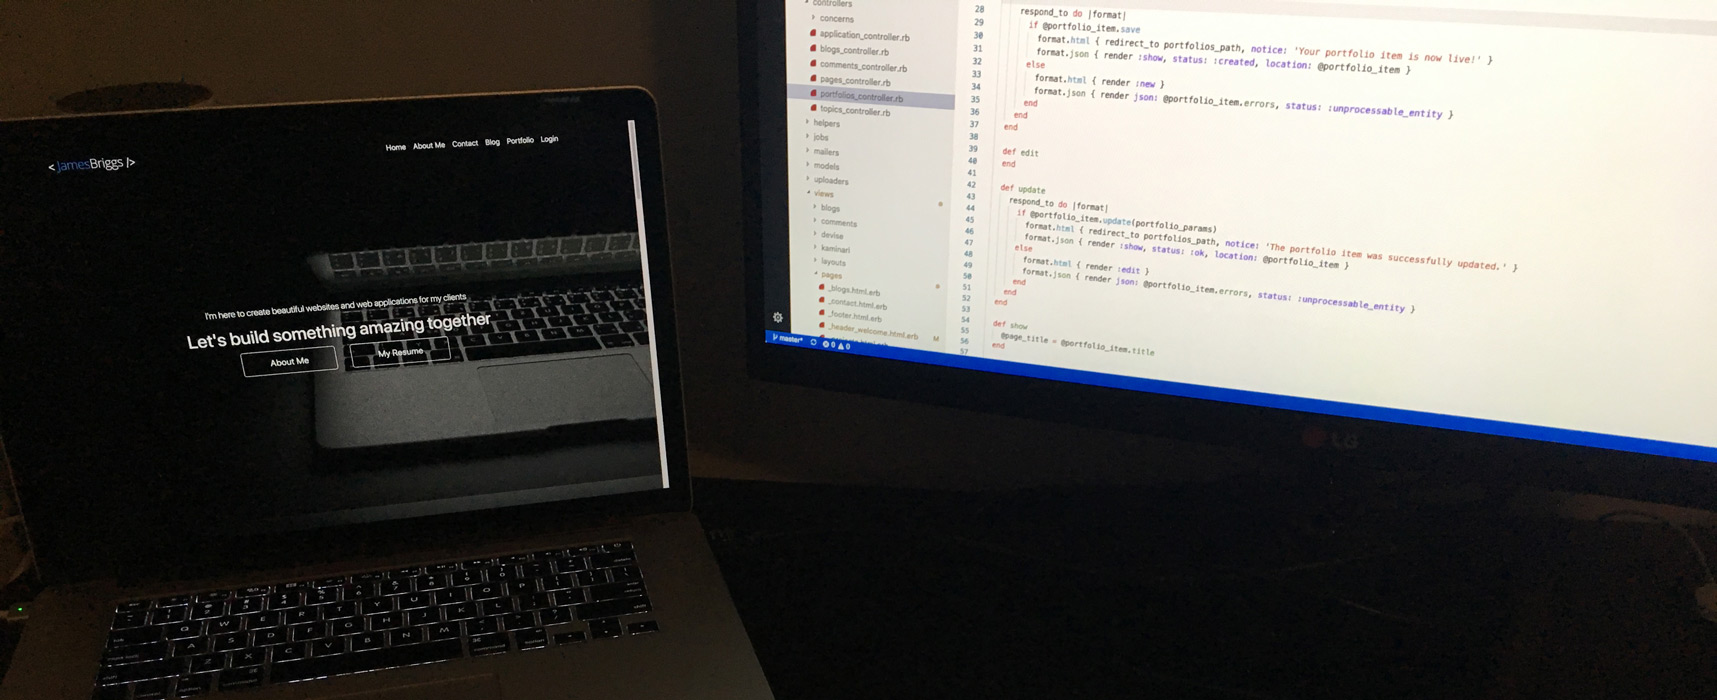 Home About Me Contact Blog Portfolio Login
< JamesBriggs |>
I'm here to create beautiful websites and web applications for my clients
Let's build something amazing together
About Me
My Resume
controllers
concerns
application_controller.rb
blogs_controller.rb
comments_controller.rb
pages_controller.rb
portfolios_controller.rb
topics_controller.rb
helpers
jobs
mailers
models
uploaders
views
blogs
comments
devise
kaminari
layouts
pages
_blogs.html.erb
_contact.html.erb
_footer.html.erb
_header_welcome.html.erb M
master*
0 0
28 respond_to do |format|
29 if @portfolio_item.save
30 format.html { redirect_to portfolios_path, notice: 'Your portfolio item is now live!' }
31 format.json { render :show, status: :created, location: @portfolio_item }
32 else
33 format.html { render :new }
34 format.json { render json: @portfolio_item.errors, status: :unprocessable_entity }
35 end
36 end
37 end
38
39 def edit
40 end
41
42 def update
43 respond_to do |format|
44 if @portfolio_item.update(portfolio_params)
45 format.html { redirect_to portfolios_path, notice: 'The portfolio item was successfully updated.' }
46 format.json { render :show, status: :ok, location: @portfolio_item }
47 else
48 format.html { render :edit }
49 format.json { render json: @portfolio_item.errors, status: :unprocessable_entity }
50 end
51 end
52 end
53
54 def show
55 @page_title = @portfolio_item.title
56 end
57
LG
Q W E R T Y U I O P
A S D F G H J K L
Z X C V B N M